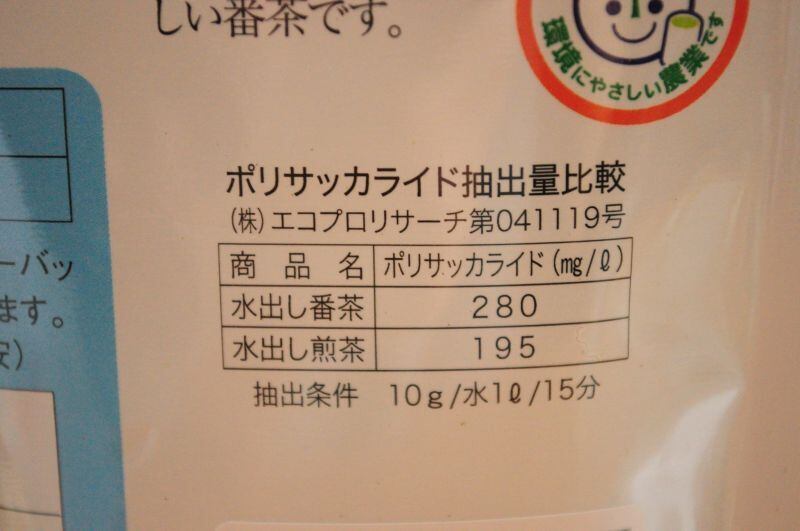 しい番茶です。
環境にやさしい農業です
ポリサッカライド抽出量比較
(株)エコプロリサーチ第041119号
商品名 ポリサッカライド(mg/ℓ)
水出し番茶 280
水出し煎茶 195
抽出条件 10g/水1ℓ/15分
ーバッ
ます。
安)